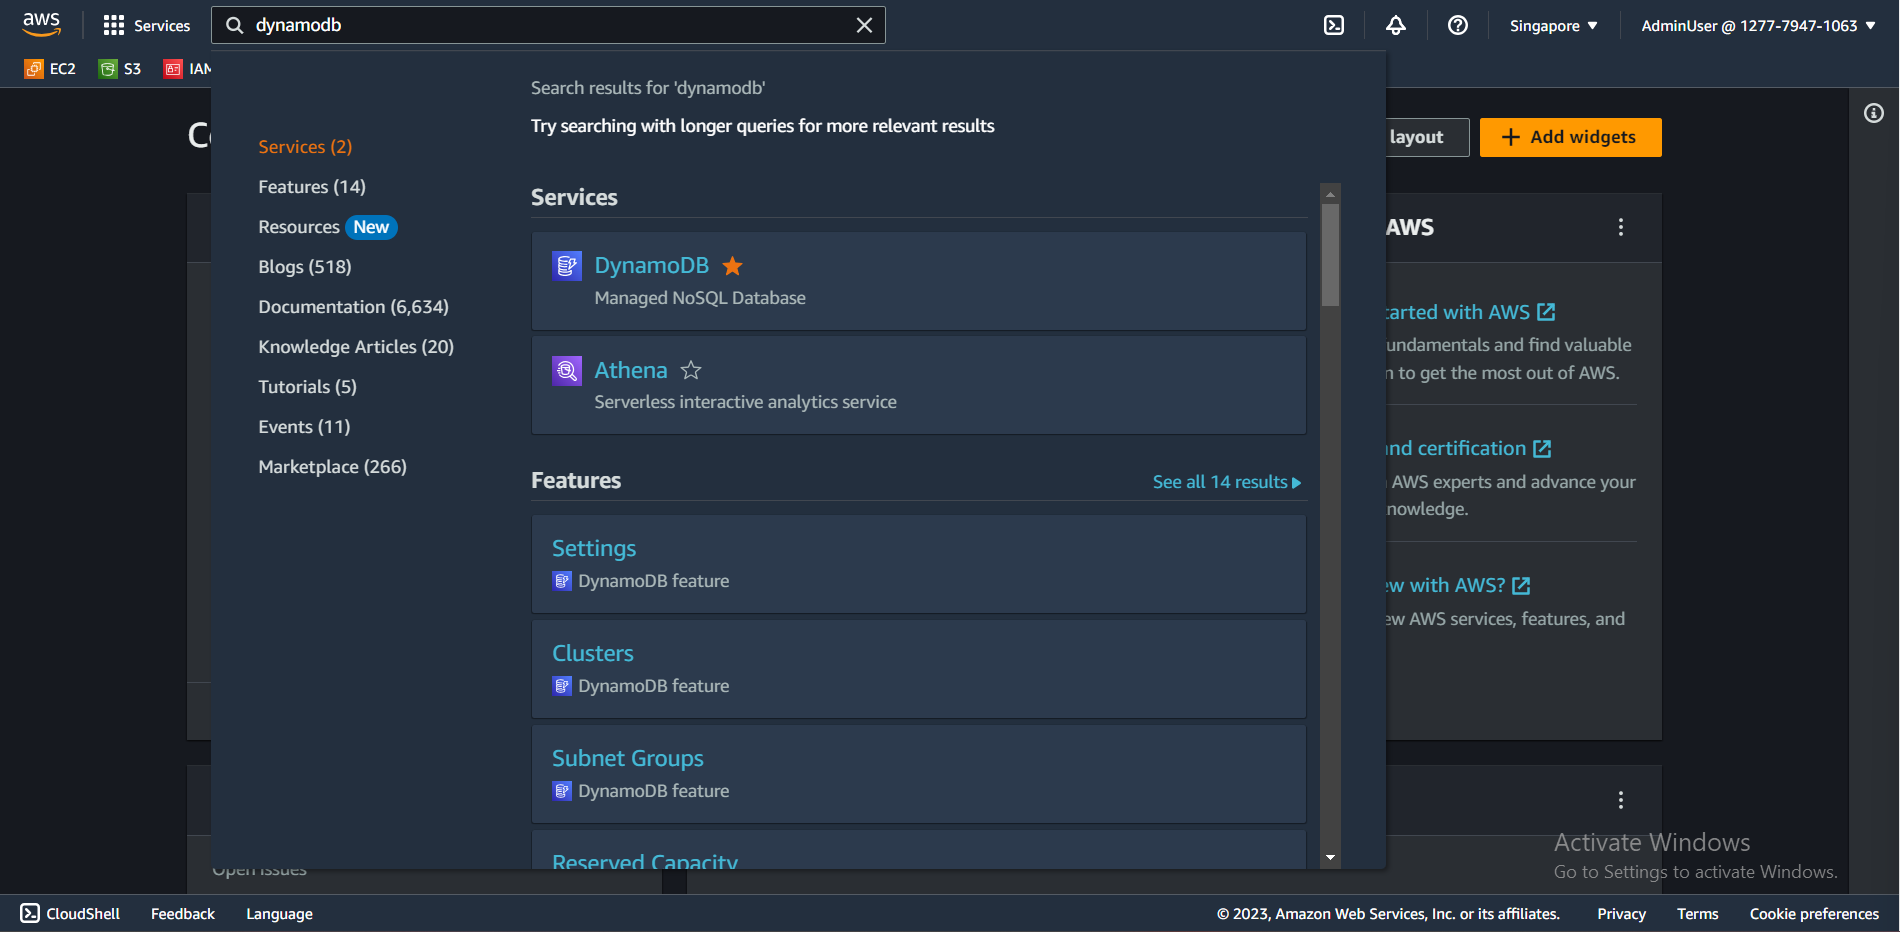 aws
Services
dynamodb
Singapore
AdminUser @ 1277-7947-1063
EC2
S3
IAM
Search results for 'dynamodb'
Try searching with longer queries for more relevant results
Services (2)
Features (14)
Resources New
Blogs (518)
Documentation (6,634)
Knowledge Articles (20)
Tutorials (5)
Events (11)
Marketplace (266)
Services
DynamoDB
Managed NoSQL Database
Athena
Serverless interactive analytics service
Features
See all 14 results
Settings
DynamoDB feature
Clusters
DynamoDB feature
Subnet Groups
DynamoDB feature
Reserved Capacity
layout
Add widgets
AWS
tarted with AWS
undamentals and find valuable
n to get the most out of AWS.
nd certification
AWS experts and advance your
nowledge.
ew with AWS?
ew AWS services, features, and
Open issues
Activate Windows
Go to Settings to activate Windows.
CloudShell
Feedback
Language
© 2023, Amazon Web Services, Inc. or its affiliates.
Privacy
Terms
Cookie preferences